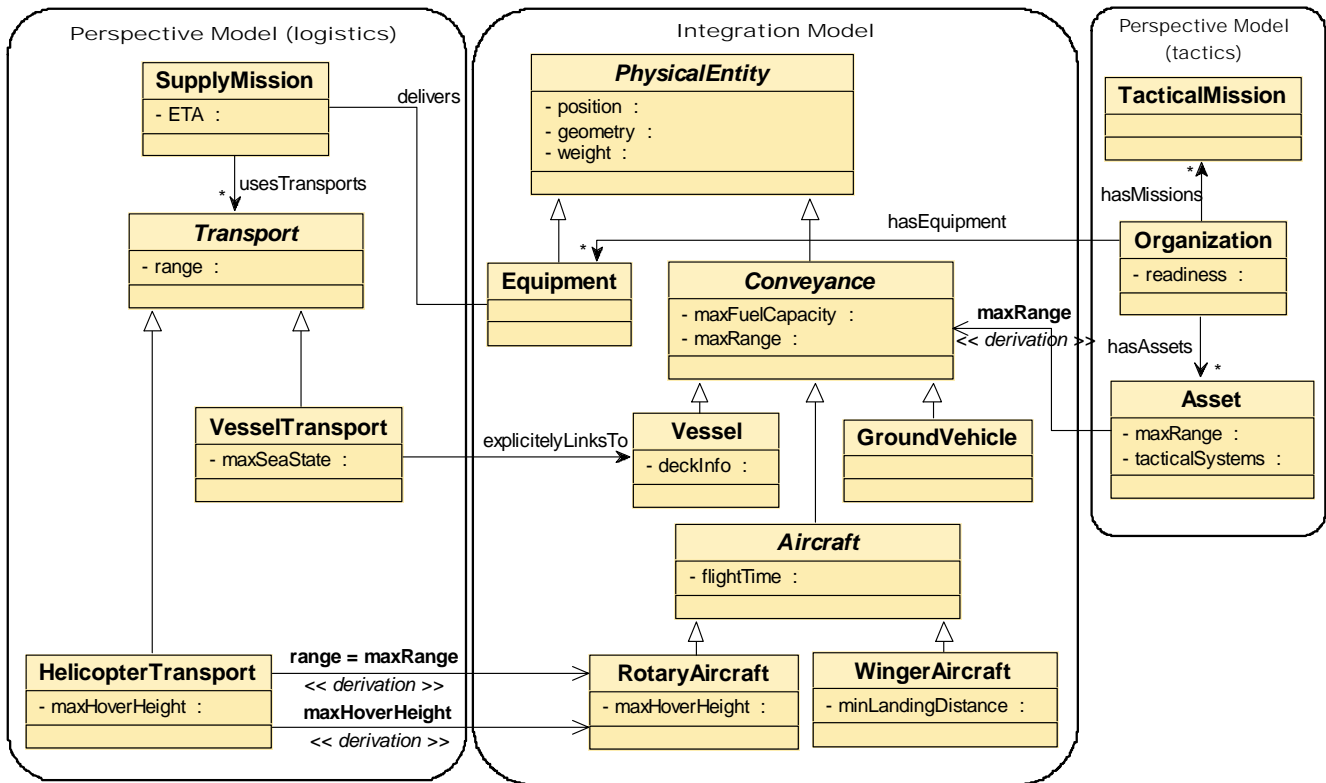 Perspective Model (logistics)
SupplyMission
- ETA :
usesTransports
*
Transport
- range :
VesselTransport
- maxSeaState :
HelicopterTransport
- maxHoverHeight :
delivers
explicitelyLinksTo
range = maxRange
<< derivation >>
maxHoverHeight
<< derivation >>
Integration Model
PhysicalEntity
- position :
- geometry :
- weight :
hasEquipment
*
Equipment
Conveyance
- maxFuelCapacity :
- maxRange :
Vessel
- deckInfo :
GroundVehicle
Aircraft
- flightTime :
RotaryAircraft
- maxHoverHeight :
WingerAircraft
- minLandingDistance :
maxRange
<< derivation >>
Perspective Model
(tactics)
TacticalMission
*
hasMissions
Organization
- readiness :
hasAssets
*
Asset
- maxRange :
- tacticalSystems :